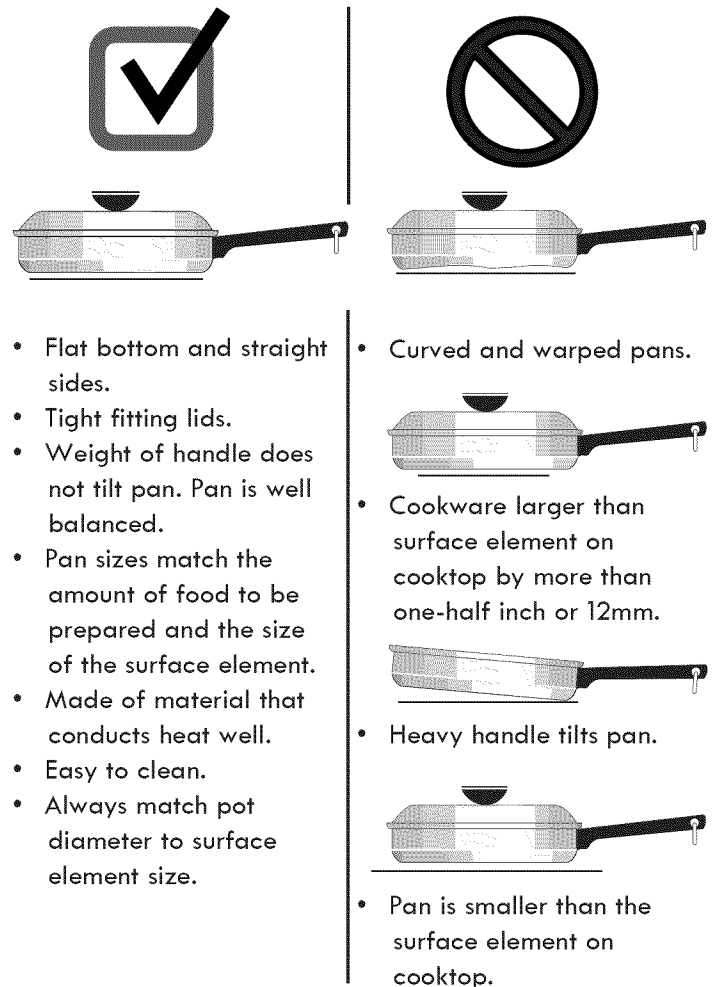 • Flat bottom and straight
sides.
• Tight fitting lids.
• Weight of handle does
not tilt pan. Pan is well
balanced.
• Pan sizes match the
amount of food to be
prepared and the size
of the surface element.
• Made of material that
conducts heat well.
• Easy to clean.
• Always match pot
diameter to surface
element size.
• Curved and warped pans.
• Cookware larger than
surface element on
cooktop by more than
one-half inch or 12mm.
• Heavy handle tilts pan.
• Pan is smaller than the
surface element on
cooktop.